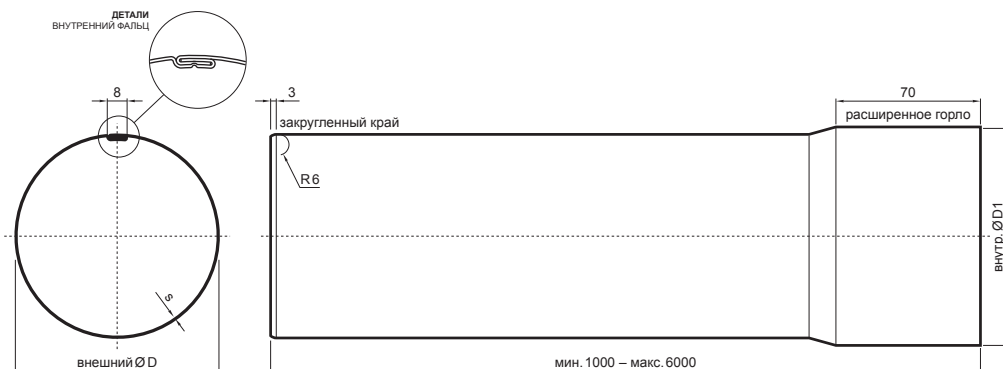 ДЕТАЛИ
ВНУТРЕННИЙ ФАЛЬЦ
8
3
закругленный край
70
расширенное горло
R6
внутр. ØD1
s
внешний ØD
мин. 1000 – макс. 6000